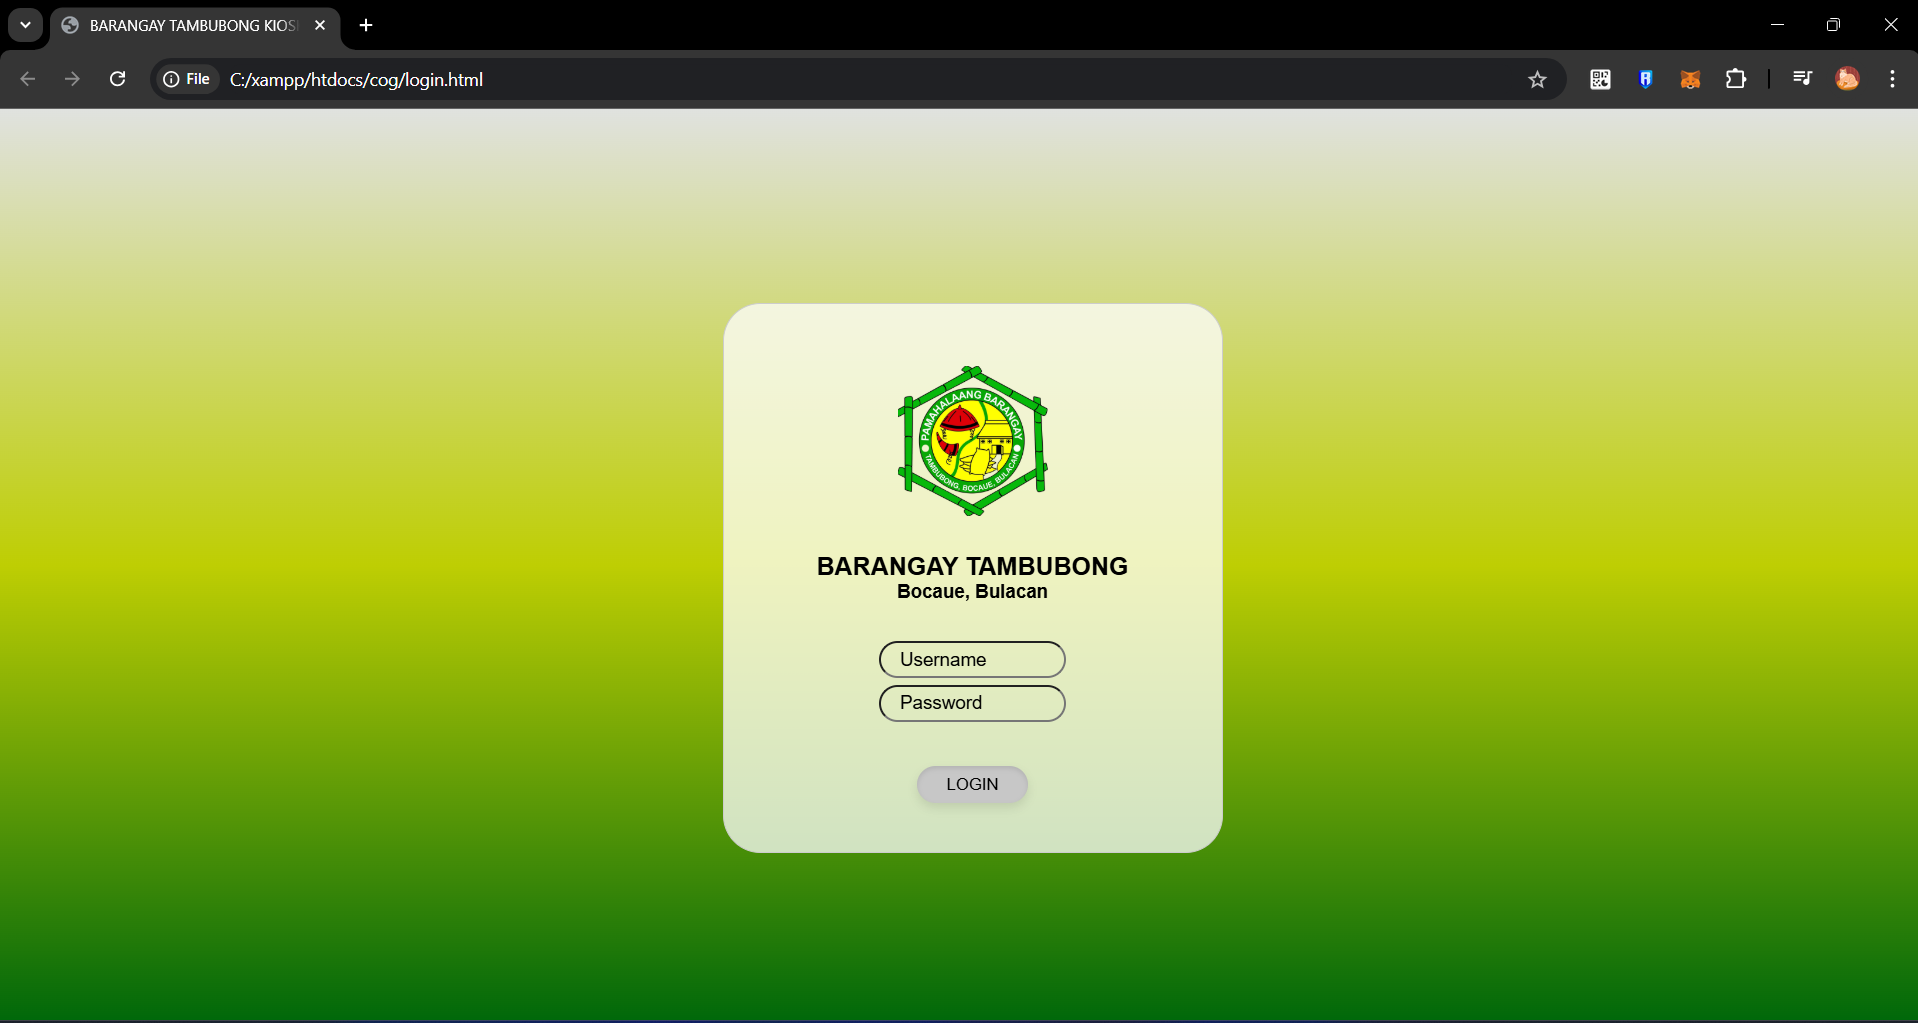 BARANGAY TAMBUBONG KIOS
File C:/xampp/htdocs/cog/login.html
PAMAHALAANG BARANGAY
TAMBUBONG, BOCAUE, BULACAN
BARANGAY TAMBUBONG
Bocaue, Bulacan
Username
Password
LOGIN